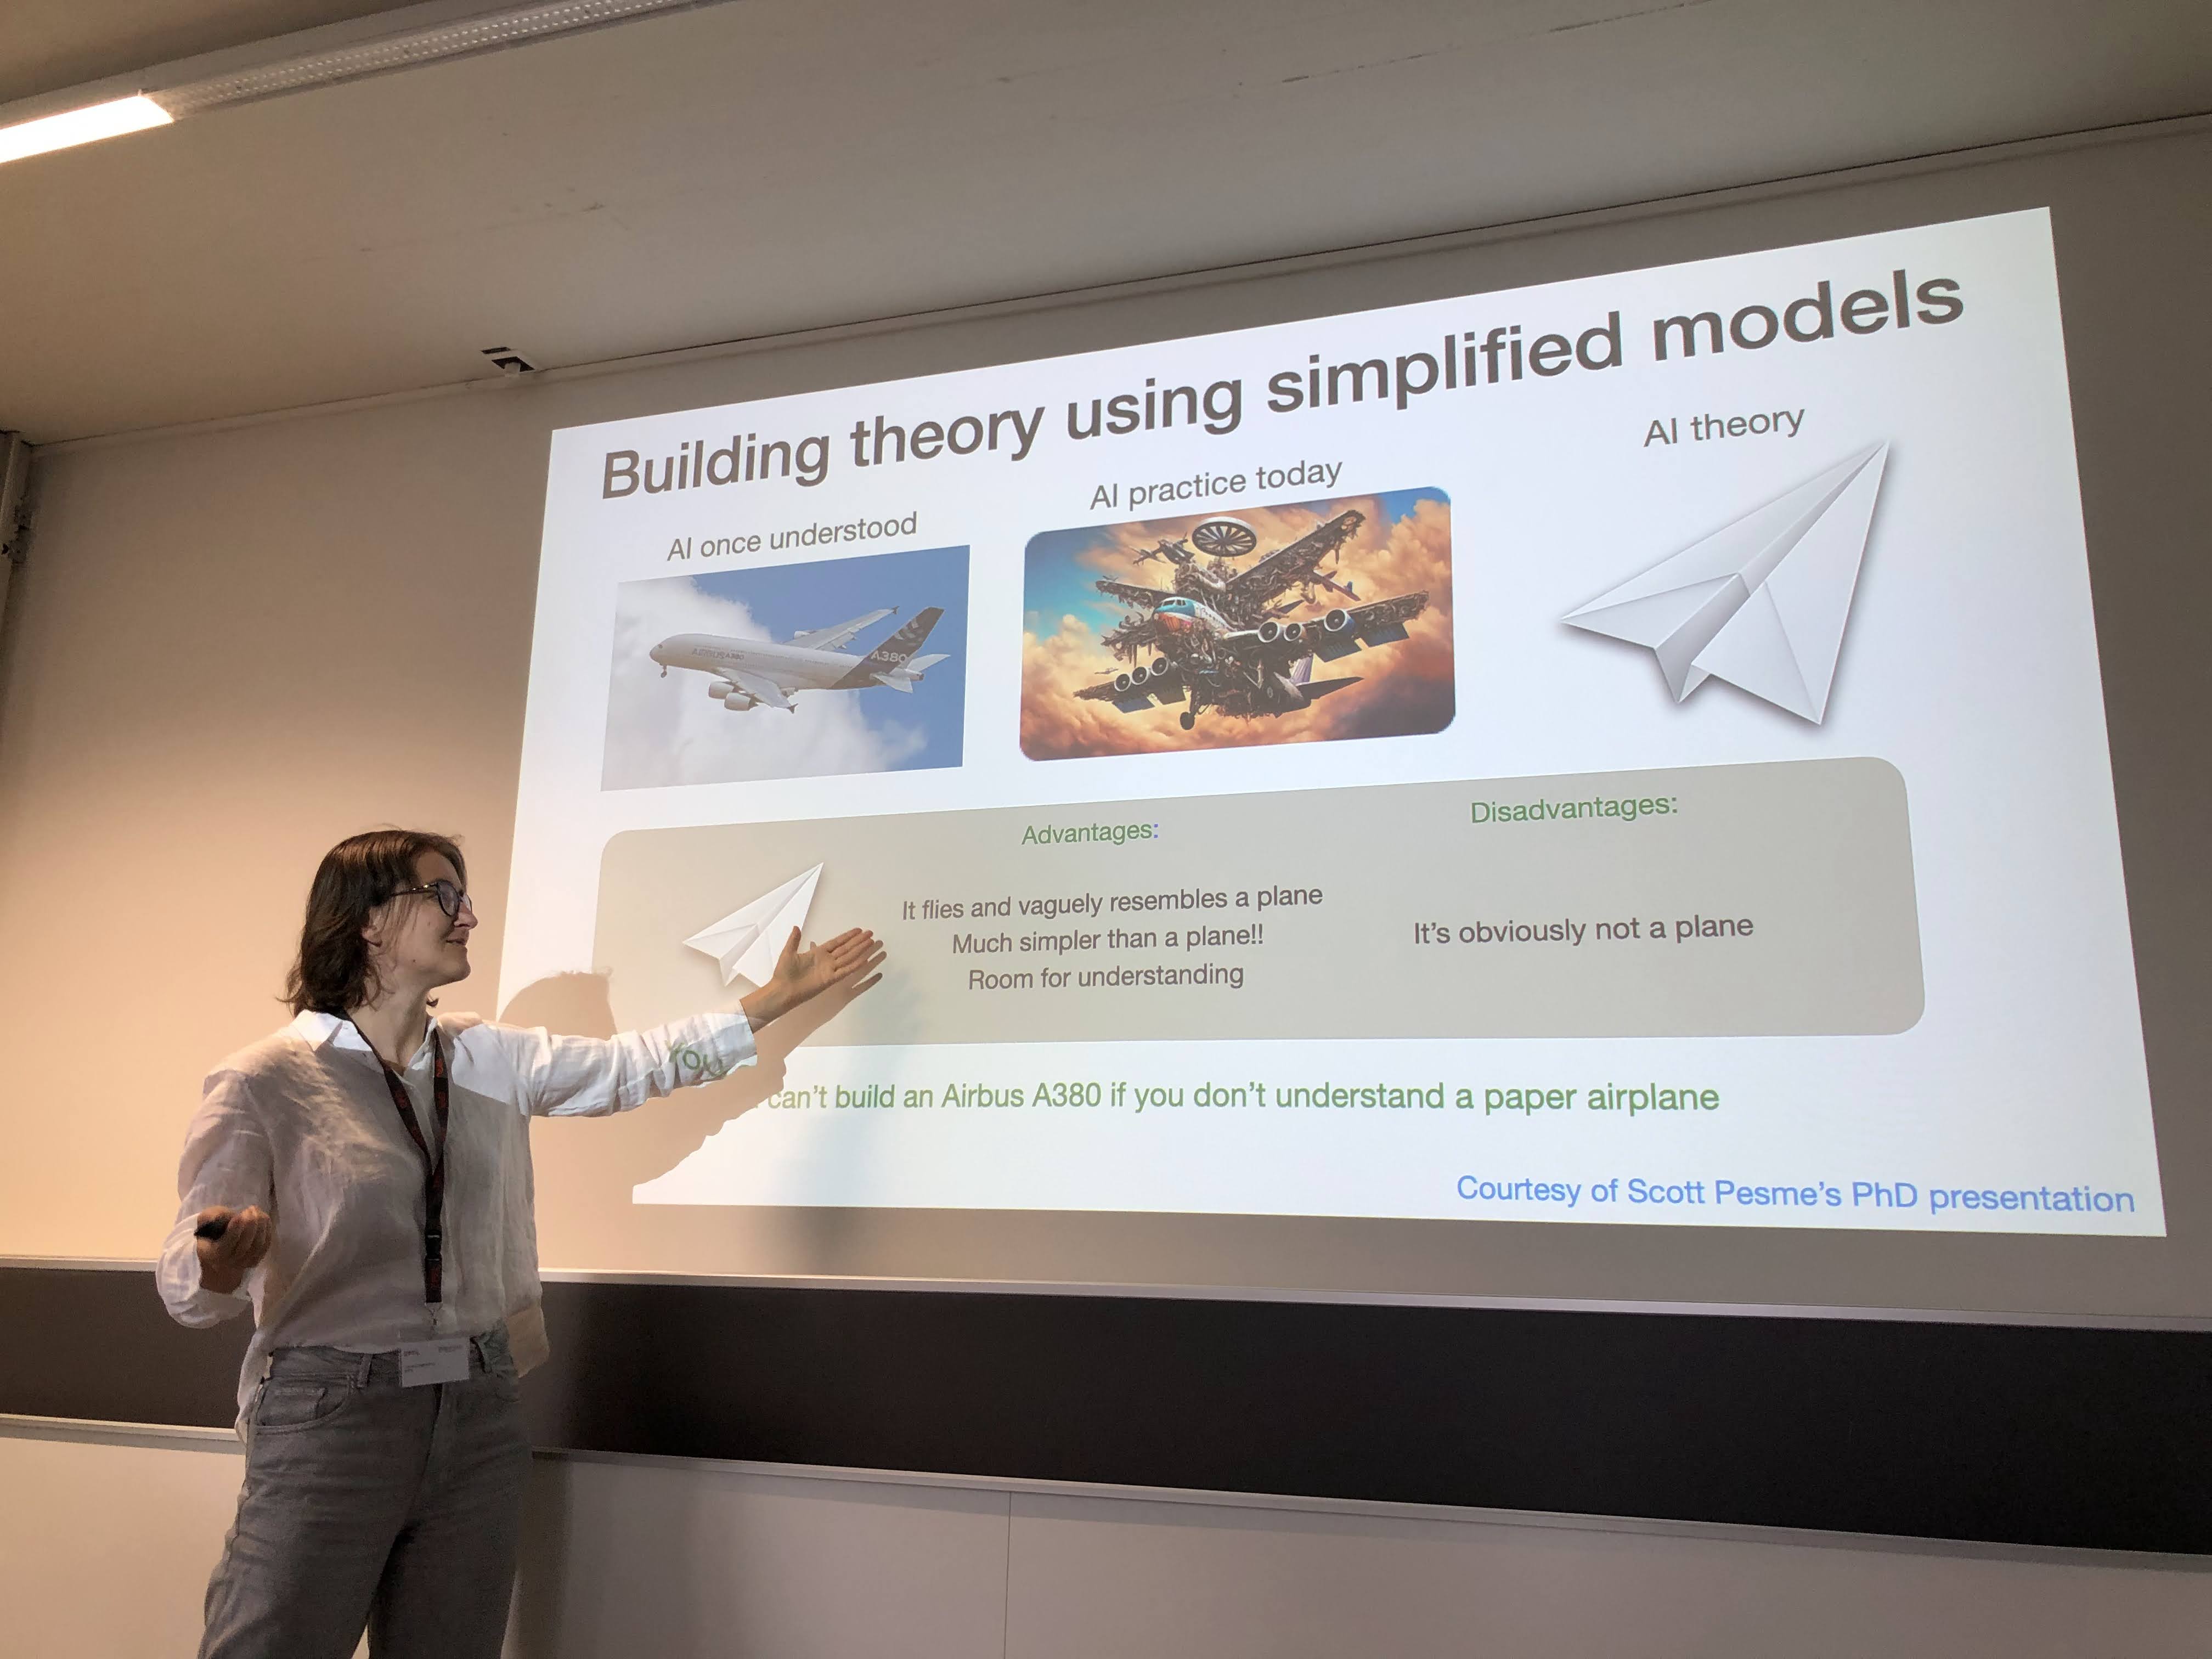 Building theory using simplified models
AI once understood
AI practice today
AI theory
A380
Advantages:
Disadvantages:
It flies and vaguely resembles a plane
Much simpler than a plane!!
Room for understanding
It's obviously not a plane
You can't build an Airbus A380 if you don't understand a paper airplane
Courtesy of Scott Pesme's PhD presentation